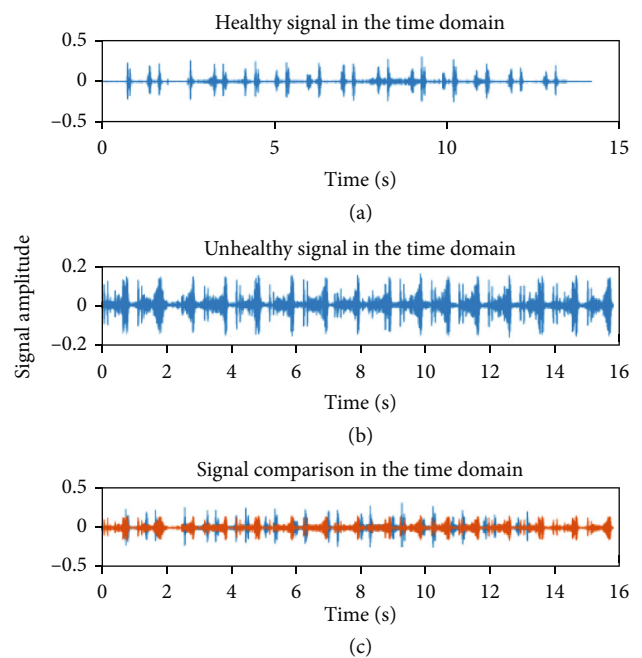 Healthy signal in the time domain
0.5
0
−0.5
0 5 10 15
Time (s)
(a)
Signal amplitude
Unhealthy signal in the time domain
0.2
0
−0.2
0 2 4 6 8 10 12 14 16
Time (s)
(b)
Signal comparison in the time domain
0.5
0
−0.5
0 2 4 6 8 10 12 14 16
Time (s)
(c)